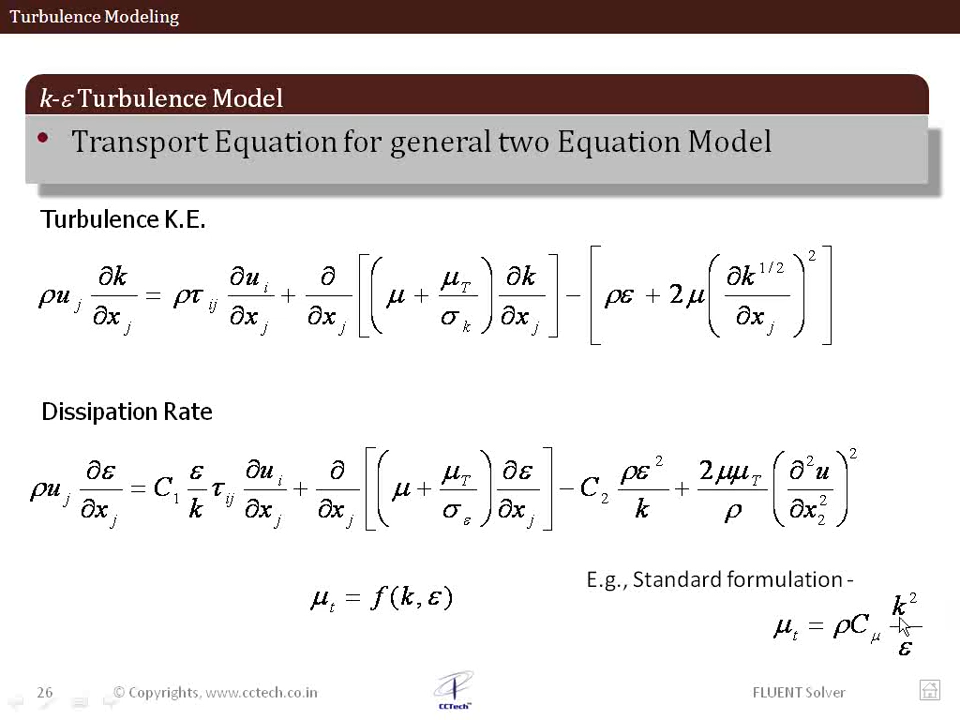 Turbulence Modeling
k-ε Turbulence Model
• Transport Equation for general two Equation Model
Turbulence K.E.
ρu_j ∂k/∂x_j = ρτ_ij ∂u_i/∂x_j + ∂/∂x_j [(μ + μ_T/σ_k) ∂k/∂x_j] − [ρε + 2μ(∂k^{1/2}/∂x_j)^2]
Dissipation Rate
ρu_j ∂ε/∂x_j = C_1 ε/k τ_ij ∂u_i/∂x_j + ∂/∂x_j [(μ + μ_T/σ_ε) ∂ε/∂x_j] − C_2 ρε^2/k + 2μμ_T/ρ (∂^2u/∂x_2^2)^2
E.g., Standard formulation -
μ_t = f(k, ε)
μ_t = ρC_μ k^2/ε
26 © Copyrights, www.cctech.co.in CCTech™ FLUENT Solver